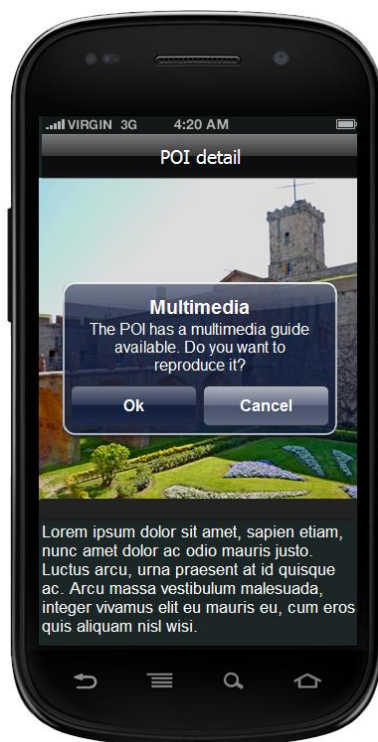 VIRGIN 3G 4:20 AM
POI detail
Multimedia
The POI has a multimedia guide
available. Do you want to
reproduce it?
Ok Cancel
Lorem ipsum dolor sit amet, sapien etiam,
nunc amet dolor ac odio mauris justo.
Luctus arcu, urna praesent at id quisque
ac. Arcu massa vestibulum malesuada,
integer vivamus elit eu mauris eu, cum eros
quis aliquam nisl wisi.